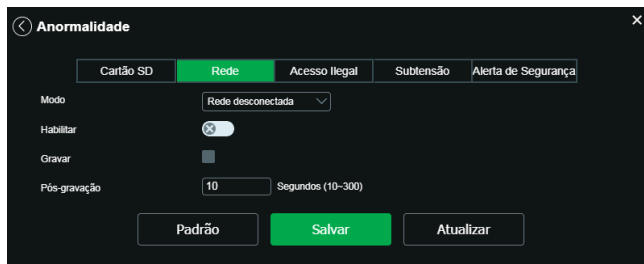 Anormalidade
Cartão SD Rede Acesso Ilegal Subtensão Alerta de Segurança
Modo Rede desconectada
Habilitar
Gravar
Pós-gravação 10 Segundos (10~300)
Padrão Salvar Atualizar